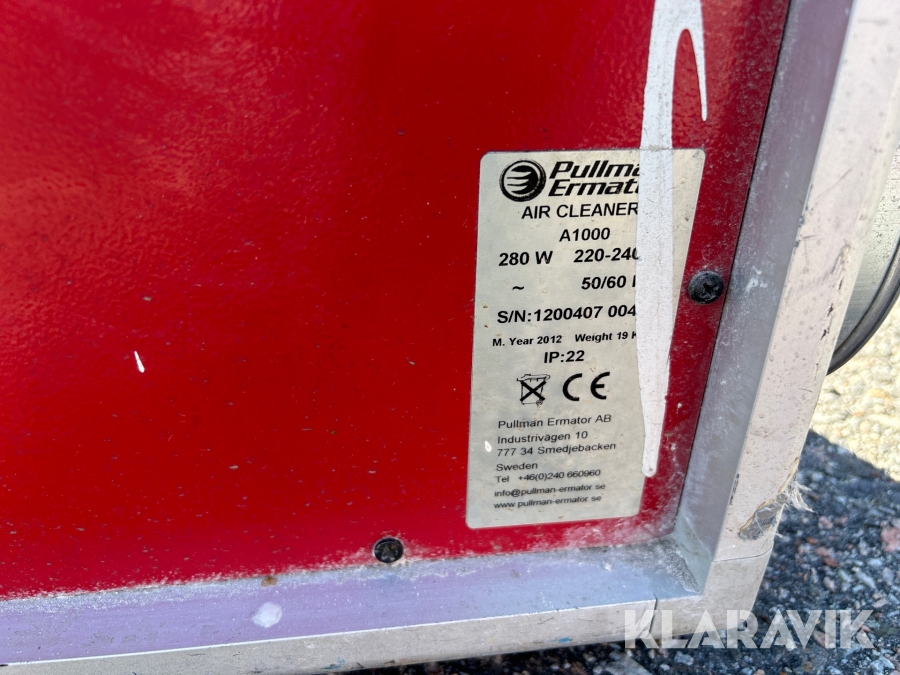 Pullma
Ermat
AIR CLEANER
A1000
280 W 220-240
~ 50/60
S/N:1200407 004
M. Year 2012 Weight 19 K
IP:22
CE
Pullman Ermator AB
Industrivägen 10
777 34 Smedjebacken
Sweden
Tel +46(0)240 660960
info@pullman-ermator.se
www.pullman-ermator.se
KLARAVIK